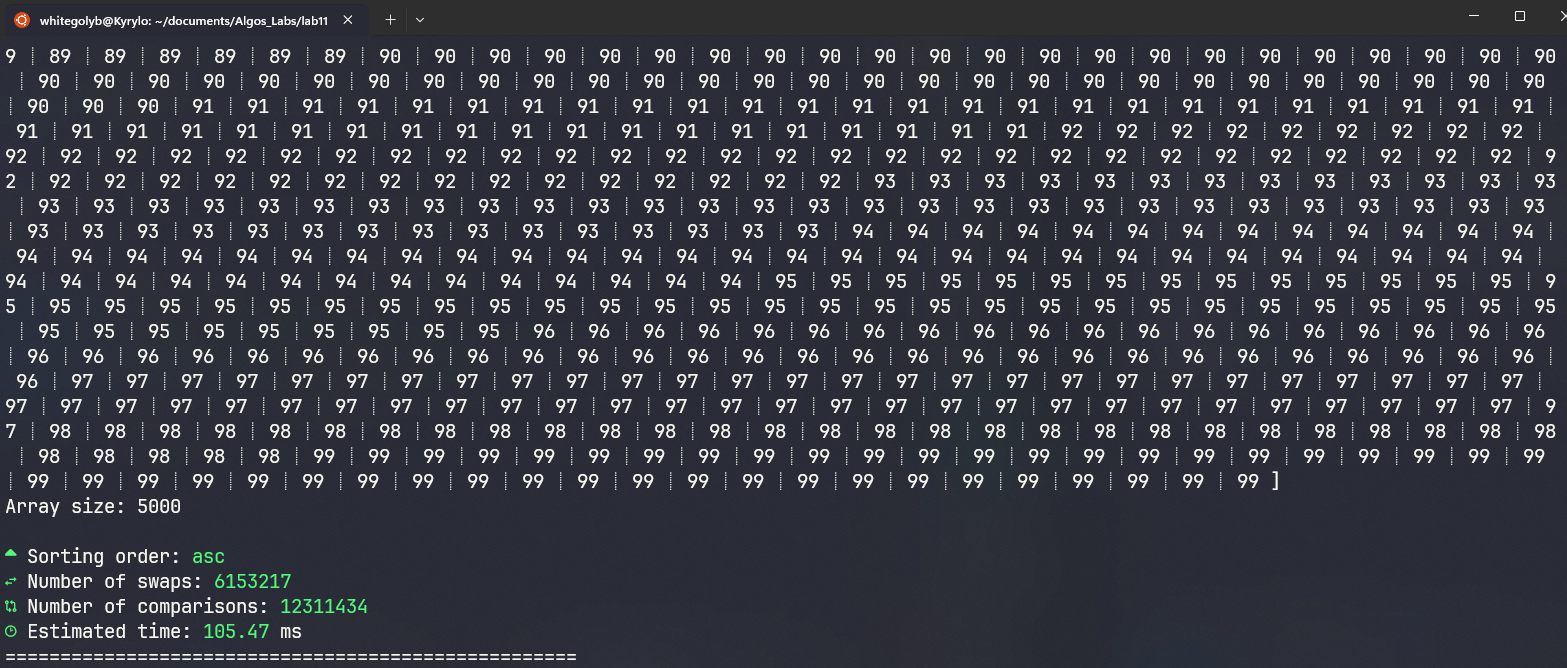 9 ┊ 89 ┊ 89 ┊ 89 ┊ 89 ┊ 89 ┊ 89 ┊ 90 ┊ 90 ┊ 90 ┊ 90 ┊ 90 ┊ 90 ┊ 90 ┊ 90 ┊ 90 ┊ 90 ┊ 90 ┊ 90 ┊ 90 ┊ 90 ┊ 90 ┊ 90 ┊ 90 ┊ 90 ┊ 90 ┊ 90 ┊ 90 ┊ 90
┊ 90 ┊ 90 ┊ 90 ┊ 90 ┊ 90 ┊ 90 ┊ 90 ┊ 90 ┊ 90 ┊ 90 ┊ 90 ┊ 90 ┊ 90 ┊ 90 ┊ 90 ┊ 90 ┊ 90 ┊ 90 ┊ 90 ┊ 90 ┊ 90 ┊ 90 ┊ 90 ┊ 90 ┊ 90 ┊ 90 ┊ 90 ┊ 90
┊ 90 ┊ 90 ┊ 90 ┊ 91 ┊ 91 ┊ 91 ┊ 91 ┊ 91 ┊ 91 ┊ 91 ┊ 91 ┊ 91 ┊ 91 ┊ 91 ┊ 91 ┊ 91 ┊ 91 ┊ 91 ┊ 91 ┊ 91 ┊ 91 ┊ 91 ┊ 91 ┊ 91 ┊ 91 ┊ 91 ┊ 91 ┊ 91 ┊
91 ┊ 91 ┊ 91 ┊ 91 ┊ 91 ┊ 91 ┊ 91 ┊ 91 ┊ 91 ┊ 91 ┊ 91 ┊ 91 ┊ 91 ┊ 91 ┊ 91 ┊ 91 ┊ 91 ┊ 91 ┊ 91 ┊ 92 ┊ 92 ┊ 92 ┊ 92 ┊ 92 ┊ 92 ┊ 92 ┊ 92 ┊ 92 ┊
92 ┊ 92 ┊ 92 ┊ 92 ┊ 92 ┊ 92 ┊ 92 ┊ 92 ┊ 92 ┊ 92 ┊ 92 ┊ 92 ┊ 92 ┊ 92 ┊ 92 ┊ 92 ┊ 92 ┊ 92 ┊ 92 ┊ 92 ┊ 92 ┊ 92 ┊ 92 ┊ 92 ┊ 92 ┊ 92 ┊ 92 ┊ 92 ┊ 9
2 ┊ 92 ┊ 92 ┊ 92 ┊ 92 ┊ 92 ┊ 92 ┊ 92 ┊ 92 ┊ 92 ┊ 92 ┊ 92 ┊ 92 ┊ 92 ┊ 92 ┊ 92 ┊ 93 ┊ 93 ┊ 93 ┊ 93 ┊ 93 ┊ 93 ┊ 93 ┊ 93 ┊ 93 ┊ 93 ┊ 93 ┊ 93 ┊ 93
┊ 93 ┊ 93 ┊ 93 ┊ 93 ┊ 93 ┊ 93 ┊ 93 ┊ 93 ┊ 93 ┊ 93 ┊ 93 ┊ 93 ┊ 93 ┊ 93 ┊ 93 ┊ 93 ┊ 93 ┊ 93 ┊ 93 ┊ 93 ┊ 93 ┊ 93 ┊ 93 ┊ 93 ┊ 93 ┊ 93 ┊ 93 ┊ 93
┊ 93 ┊ 93 ┊ 93 ┊ 93 ┊ 93 ┊ 93 ┊ 93 ┊ 93 ┊ 93 ┊ 93 ┊ 93 ┊ 93 ┊ 93 ┊ 93 ┊ 93 ┊ 94 ┊ 94 ┊ 94 ┊ 94 ┊ 94 ┊ 94 ┊ 94 ┊ 94 ┊ 94 ┊ 94 ┊ 94 ┊ 94 ┊ 94 ┊
94 ┊ 94 ┊ 94 ┊ 94 ┊ 94 ┊ 94 ┊ 94 ┊ 94 ┊ 94 ┊ 94 ┊ 94 ┊ 94 ┊ 94 ┊ 94 ┊ 94 ┊ 94 ┊ 94 ┊ 94 ┊ 94 ┊ 94 ┊ 94 ┊ 94 ┊ 94 ┊ 94 ┊ 94 ┊ 94 ┊ 94 ┊ 94 ┊
94 ┊ 94 ┊ 94 ┊ 94 ┊ 94 ┊ 94 ┊ 94 ┊ 94 ┊ 94 ┊ 94 ┊ 94 ┊ 94 ┊ 94 ┊ 94 ┊ 95 ┊ 95 ┊ 95 ┊ 95 ┊ 95 ┊ 95 ┊ 95 ┊ 95 ┊ 95 ┊ 95 ┊ 95 ┊ 95 ┊ 95 ┊ 95 ┊ 9
5 ┊ 95 ┊ 95 ┊ 95 ┊ 95 ┊ 95 ┊ 95 ┊ 95 ┊ 95 ┊ 95 ┊ 95 ┊ 95 ┊ 95 ┊ 95 ┊ 95 ┊ 95 ┊ 95 ┊ 95 ┊ 95 ┊ 95 ┊ 95 ┊ 95 ┊ 95 ┊ 95 ┊ 95 ┊ 95 ┊ 95 ┊ 95 ┊ 95
┊ 95 ┊ 95 ┊ 95 ┊ 95 ┊ 95 ┊ 95 ┊ 95 ┊ 95 ┊ 95 ┊ 96 ┊ 96 ┊ 96 ┊ 96 ┊ 96 ┊ 96 ┊ 96 ┊ 96 ┊ 96 ┊ 96 ┊ 96 ┊ 96 ┊ 96 ┊ 96 ┊ 96 ┊ 96 ┊ 96 ┊ 96 ┊ 96
┊ 96 ┊ 96 ┊ 96 ┊ 96 ┊ 96 ┊ 96 ┊ 96 ┊ 96 ┊ 96 ┊ 96 ┊ 96 ┊ 96 ┊ 96 ┊ 96 ┊ 96 ┊ 96 ┊ 96 ┊ 96 ┊ 96 ┊ 96 ┊ 96 ┊ 96 ┊ 96 ┊ 96 ┊ 96 ┊ 96 ┊ 96 ┊ 96 ┊
96 ┊ 97 ┊ 97 ┊ 97 ┊ 97 ┊ 97 ┊ 97 ┊ 97 ┊ 97 ┊ 97 ┊ 97 ┊ 97 ┊ 97 ┊ 97 ┊ 97 ┊ 97 ┊ 97 ┊ 97 ┊ 97 ┊ 97 ┊ 97 ┊ 97 ┊ 97 ┊ 97 ┊ 97 ┊ 97 ┊ 97 ┊ 97 ┊
97 ┊ 97 ┊ 97 ┊ 97 ┊ 97 ┊ 97 ┊ 97 ┊ 97 ┊ 97 ┊ 97 ┊ 97 ┊ 97 ┊ 97 ┊ 97 ┊ 97 ┊ 97 ┊ 97 ┊ 97 ┊ 97 ┊ 97 ┊ 97 ┊ 97 ┊ 97 ┊ 97 ┊ 97 ┊ 97 ┊ 97 ┊ 97 ┊ 9
7 ┊ 98 ┊ 98 ┊ 98 ┊ 98 ┊ 98 ┊ 98 ┊ 98 ┊ 98 ┊ 98 ┊ 98 ┊ 98 ┊ 98 ┊ 98 ┊ 98 ┊ 98 ┊ 98 ┊ 98 ┊ 98 ┊ 98 ┊ 98 ┊ 98 ┊ 98 ┊ 98 ┊ 98 ┊ 98 ┊ 98 ┊ 98 ┊ 98
┊ 98 ┊ 98 ┊ 98 ┊ 98 ┊ 99 ┊ 99 ┊ 99 ┊ 99 ┊ 99 ┊ 99 ┊ 99 ┊ 99 ┊ 99 ┊ 99 ┊ 99 ┊ 99 ┊ 99 ┊ 99 ┊ 99 ┊ 99 ┊ 99 ┊ 99 ┊ 99 ┊ 99 ┊ 99 ┊ 99 ┊ 99 ┊ 99
┊ 99 ┊ 99 ┊ 99 ┊ 99 ┊ 99 ┊ 99 ┊ 99 ┊ 99 ┊ 99 ┊ 99 ┊ 99 ┊ 99 ┊ 99 ┊ 99 ┊ 99 ┊ 99 ┊ 99 ┊ 99 ┊ 99 ┊ 99 ┊ 99 ┊ 99 ┊ 99 ]
Array size: 5000
Sorting order: asc
Number of swaps: 6153217
Number of comparisons: 12311434
Estimated time: 105.47 ms
====================================================
whitegolyb@Kyrylo: ~/documents/Algos_Labs/lab11